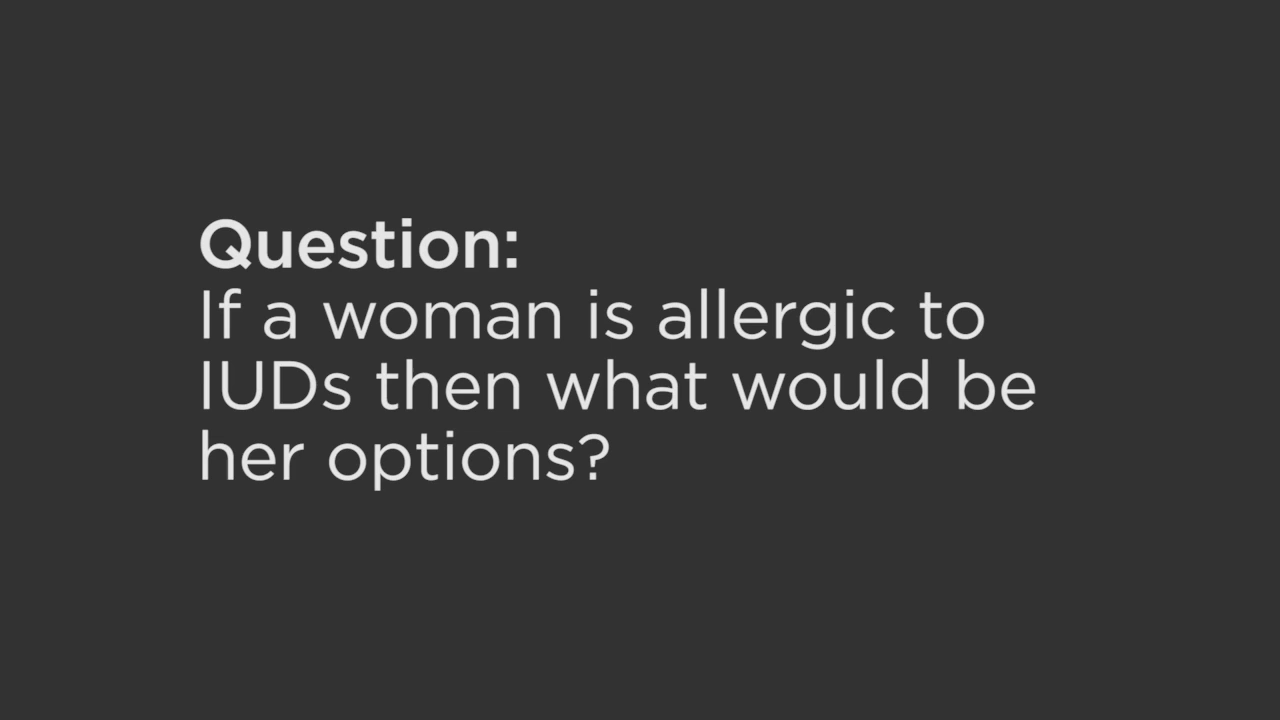 Question:
If a woman is allergic to
IUDs then what would be
her options?